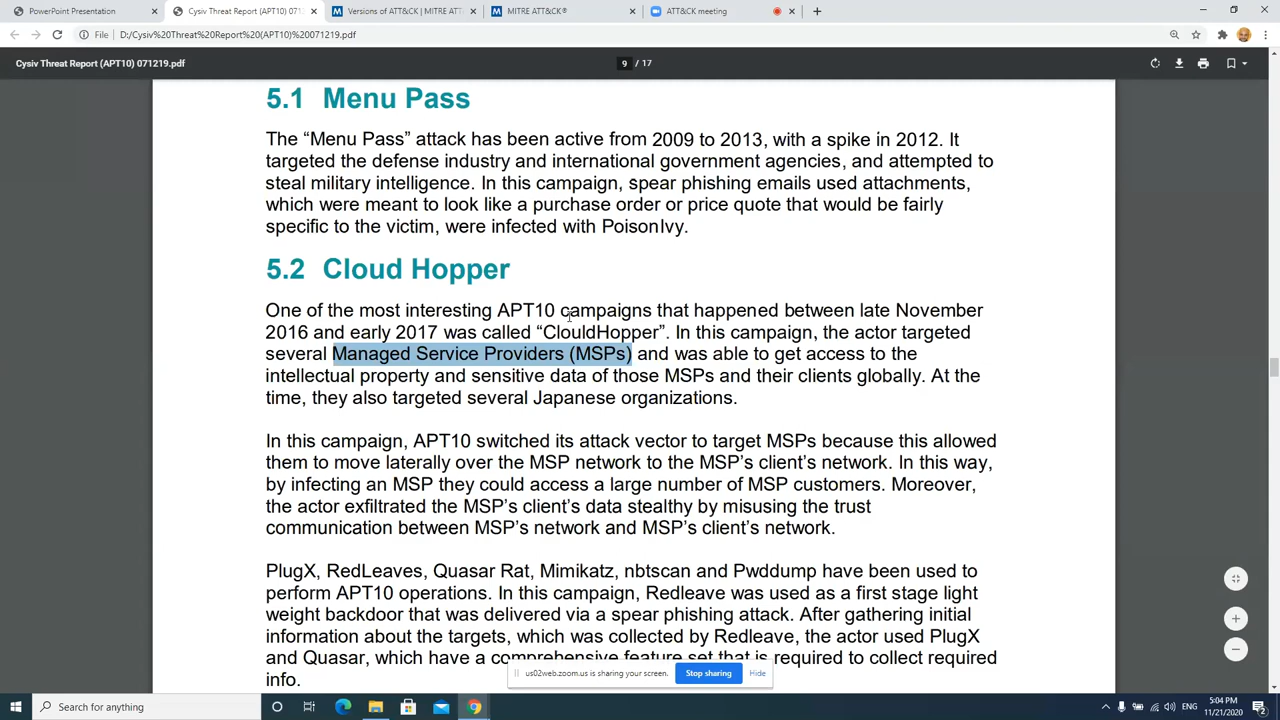 PowerPoint Presentation
Cysiv Threat Report (APT10) 071
Versions of ATT&CK | MITRE ATT
MITRE ATT&CK®
ATT&CK meeting
File
D:/Cysiv%20Threat%20Report%20(APT10)%20071219.pdf
Cysiv Threat Report (APT10) 071219.pdf
9 / 17
5.1 Menu Pass
The “Menu Pass” attack has been active from 2009 to 2013, with a spike in 2012. It
targeted the defense industry and international government agencies, and attempted to
steal military intelligence. In this campaign, spear phishing emails used attachments,
which were meant to look like a purchase order or price quote that would be fairly
specific to the victim, were infected with PoisonIvy.
5.2 Cloud Hopper
One of the most interesting APT10 campaigns that happened between late November
2016 and early 2017 was called “ClouldHopper”. In this campaign, the actor targeted
several Managed Service Providers (MSPs) and was able to get access to the
intellectual property and sensitive data of those MSPs and their clients globally. At the
time, they also targeted several Japanese organizations.
In this campaign, APT10 switched its attack vector to target MSPs because this allowed
them to move laterally over the MSP network to the MSP’s client’s network. In this way,
by infecting an MSP they could access a large number of MSP customers. Moreover,
the actor exfiltrated the MSP’s client’s data stealthy by misusing the trust
communication between MSP’s network and MSP’s client’s network.
PlugX, RedLeaves, Quasar Rat, Mimikatz, nbtscan and Pwddump have been used to
perform APT10 operations. In this campaign, Redleave was used as a first stage light
weight backdoor that was delivered via a spear phishing attack. After gathering initial
information about the targets, which was collected by Redleave, the actor used PlugX
and Quasar, which have a comprehensive feature set that is required to collect required
info.
us02web.zoom.us is sharing your screen.
Stop sharing
Hide
Search for anything
ENG
5:04 PM
11/21/2020
2